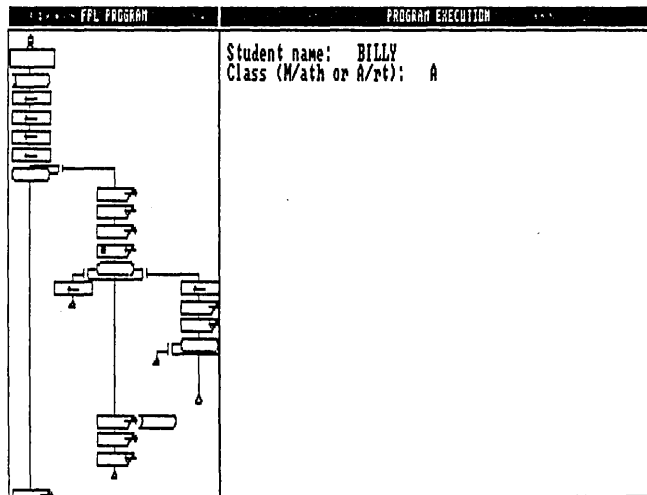 FPL PROGRAM
PROGRAM EXECUTION
Student name: BILLY
Class (M/ath or A/rt): A